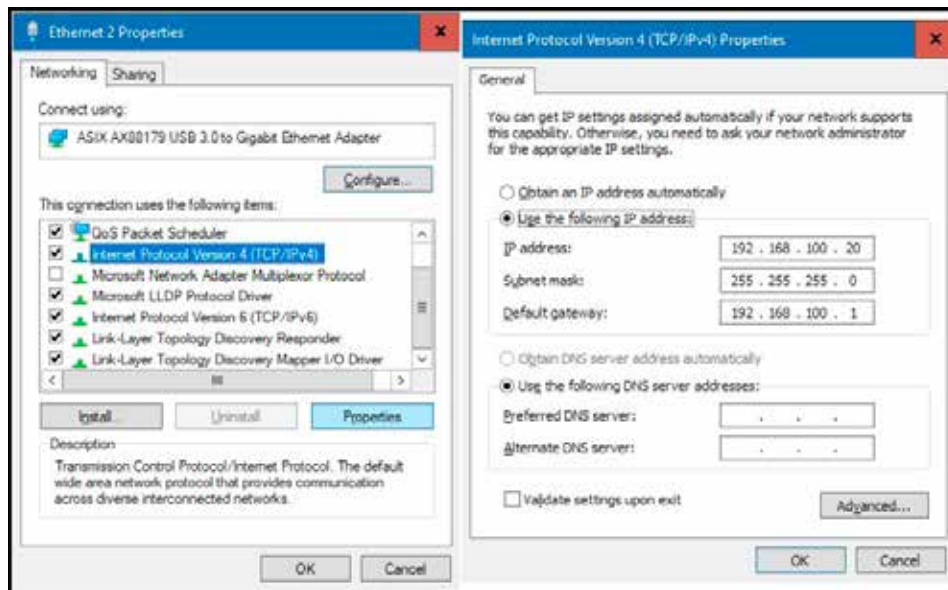 Ethernet 2 Properties
Networking
Sharing
Connect using:
ASIX AX88179 USB 3.0 to Gigabit Ethernet Adapter
Configure...
This connection uses the following items:
QoS Packet Scheduler
Internet Protocol Version 4 (TCP/IPv4)
Microsoft Network Adapter Multiplexor Protocol
Microsoft LLDP Protocol Driver
Internet Protocol Version 6 (TCP/IPv6)
Link-Layer Topology Discovery Responder
Link-Layer Topology Discovery Mapper I/O Driver
Install...
Uninstall
Properties
Description
Transmission Control Protocol/Internet Protocol. The default
wide area network protocol that provides communication
across diverse interconnected networks.
OK
Cancel
Internet Protocol Version 4 (TCP/IPv4) Properties
General
You can get IP settings assigned automatically if your network supports
this capability. Otherwise, you need to ask your network administrator
for the appropriate IP settings.
Obtain an IP address automatically
Use the following IP address:
IP address: 192 . 168 . 100 . 20
Subnet mask: 255 . 255 . 255 . 0
Default gateway: 192 . 168 . 100 . 1
Obtain DNS server address automatically
Use the following DNS server addresses:
Preferred DNS server: . . .
Alternate DNS server: . . .
Validate settings upon exit
Advanced...
OK
Cancel